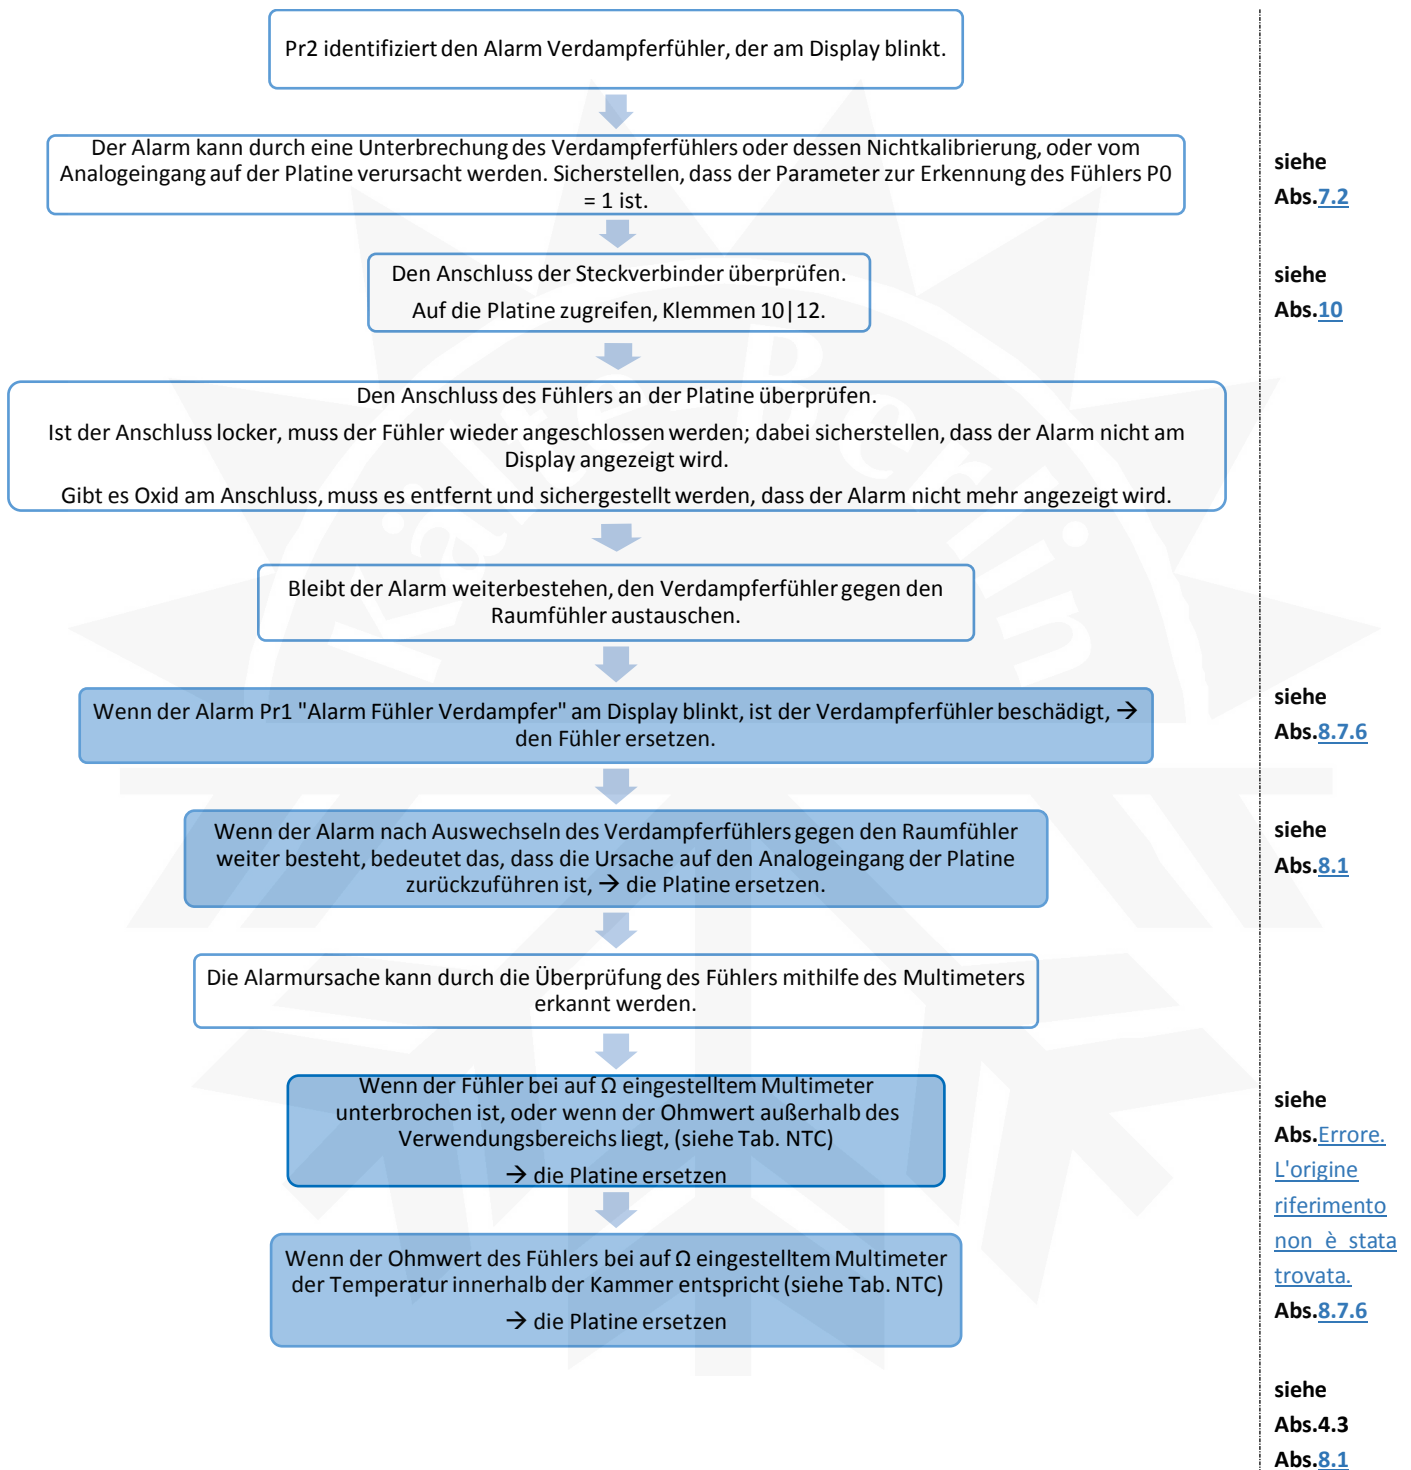 Pr2 identifiziert den Alarm Verdampferfühler, der am Display blinkt.
Der Alarm kann durch eine Unterbrechung des Verdampferfühlers oder dessen Nichtkalibrierung, oder vom
Analogeingang auf der Platine verursacht werden. Sicherstellen, dass der Parameter zur Erkennung des Fühlers P0
= 1 ist.
siehe
Abs.7.2
Den Anschluss der Steckverbinder überprüfen.
Auf die Platine zugreifen, Klemmen 10|12.
siehe
Abs.10
Den Anschluss des Fühlers an der Platine überprüfen.
Ist der Anschluss locker, muss der Fühler wieder angeschlossen werden; dabei sicherstellen, dass der Alarm nicht am
Display angezeigt wird.
Gibt es Oxid am Anschluss, muss es entfernt und sichergestellt werden, dass der Alarm nicht mehr angezeigt wird.
Bleibt der Alarm weiterbestehen, den Verdampferfühler gegen den
Raumfühler austauschen.
Wenn der Alarm Pr1 "Alarm Fühler Verdampfer" am Display blinkt, ist der Verdampferfühler beschädigt, →
den Fühler ersetzen.
siehe
Abs.8.7.6
Wenn der Alarm nach Auswechseln des Verdampferfühlers gegen den Raumfühler
weiter besteht, bedeutet das, dass die Ursache auf den Analogeingang der Platine
zurückzuführen ist, → die Platine ersetzen.
siehe
Abs.8.1
Die Alarmursache kann durch die Überprüfung des Fühlers mithilfe des Multimeters
erkannt werden.
Wenn der Fühler bei auf Ω eingestelltem Multimeter
unterbrochen ist, oder wenn der Ohmwert außerhalb des
Verwendungsbereichs liegt, (siehe Tab. NTC)
→ die Platine ersetzen
siehe
Abs.Errore.
L'origine
riferimento
non è stata
trovata.
Abs.8.7.6
Wenn der Ohmwert des Fühlers bei auf Ω eingestelltem Multimeter
der Temperatur innerhalb der Kammer entspricht (siehe Tab. NTC)
→ die Platine ersetzen
siehe
Abs.4.3
Abs.8.1
Kälte Berlin